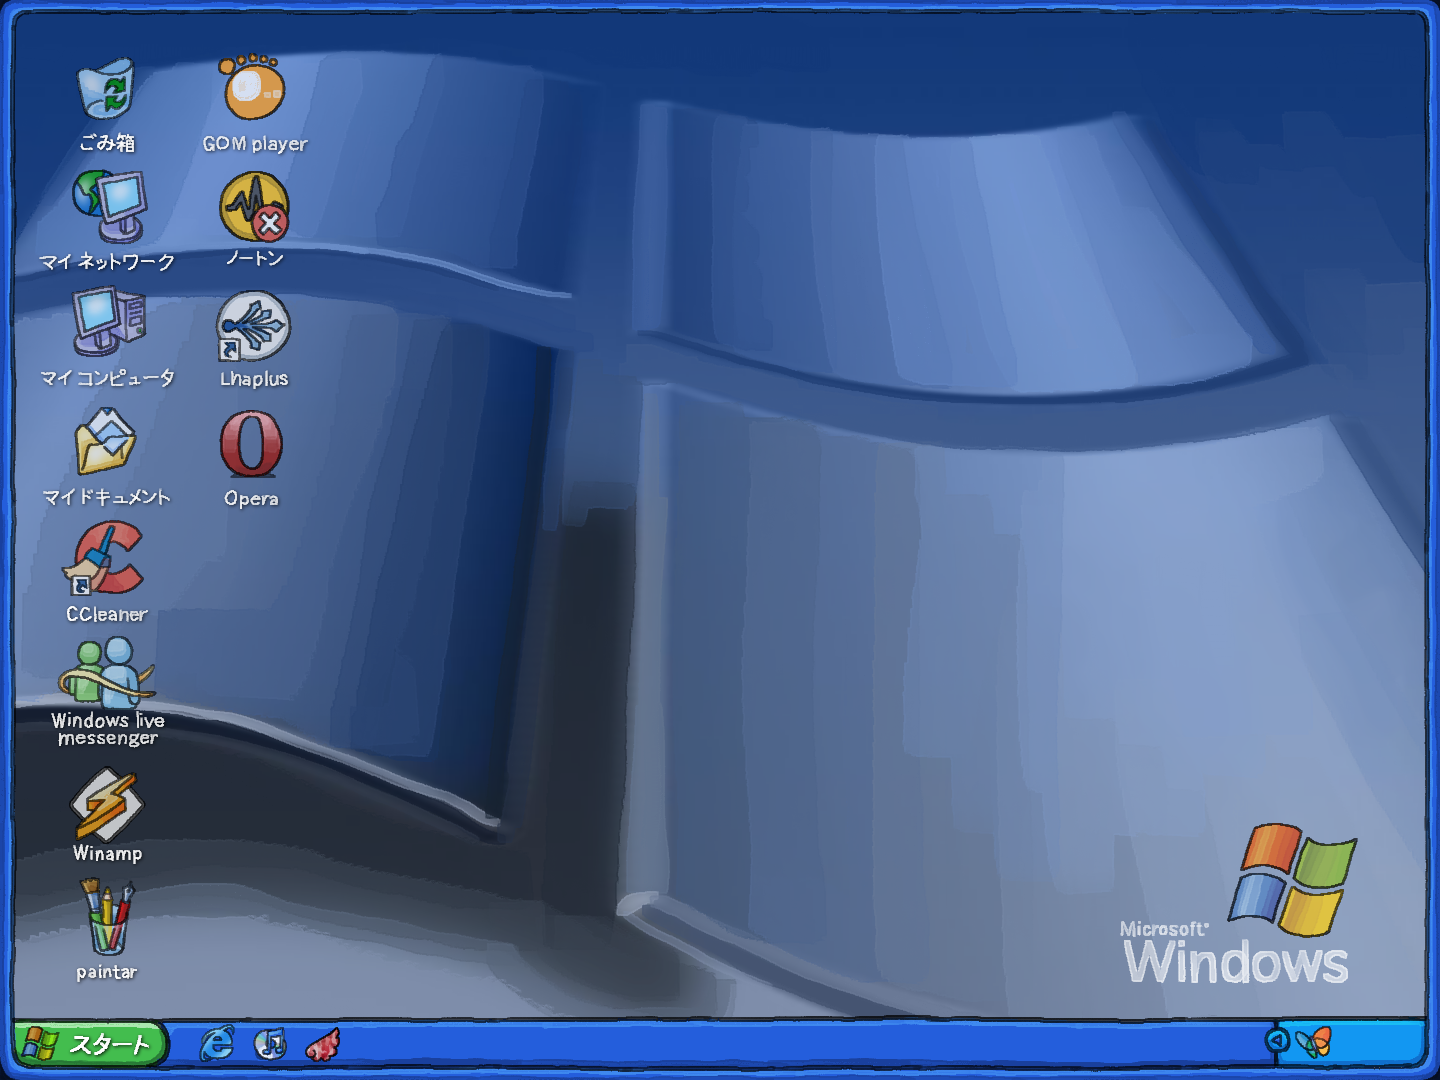 ごみ箱
GOM player
マイ ネットワーク
ノートン
マイ コンピュータ
Lhaplus
マイドキュメント
Opera
CCleaner
Windows live
messenger
Winamp
paintar
Microsoft®
Windows
スタート